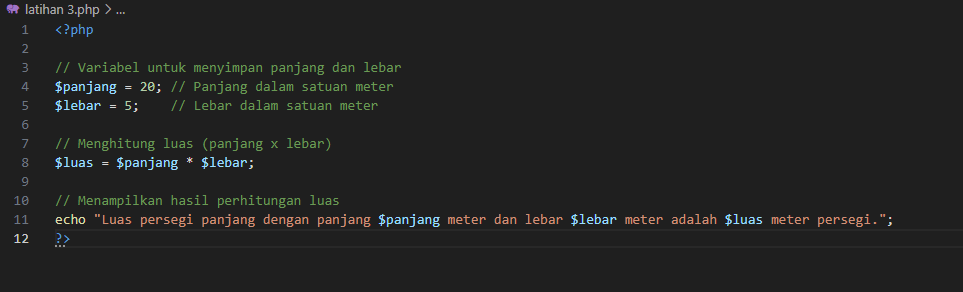 latihan 3.php > ...
1 <?php
2
3 // Variabel untuk menyimpan panjang dan lebar
4 $panjang = 20; // Panjang dalam satuan meter
5 $lebar = 5;    // Lebar dalam satuan meter
6
7 // Menghitung luas (panjang x lebar)
8 $luas = $panjang * $lebar;
9
10 // Menampilkan hasil perhitungan luas
11 echo "Luas persegi panjang dengan panjang $panjang meter dan lebar $lebar meter adalah $luas meter persegi.";
12 ?>